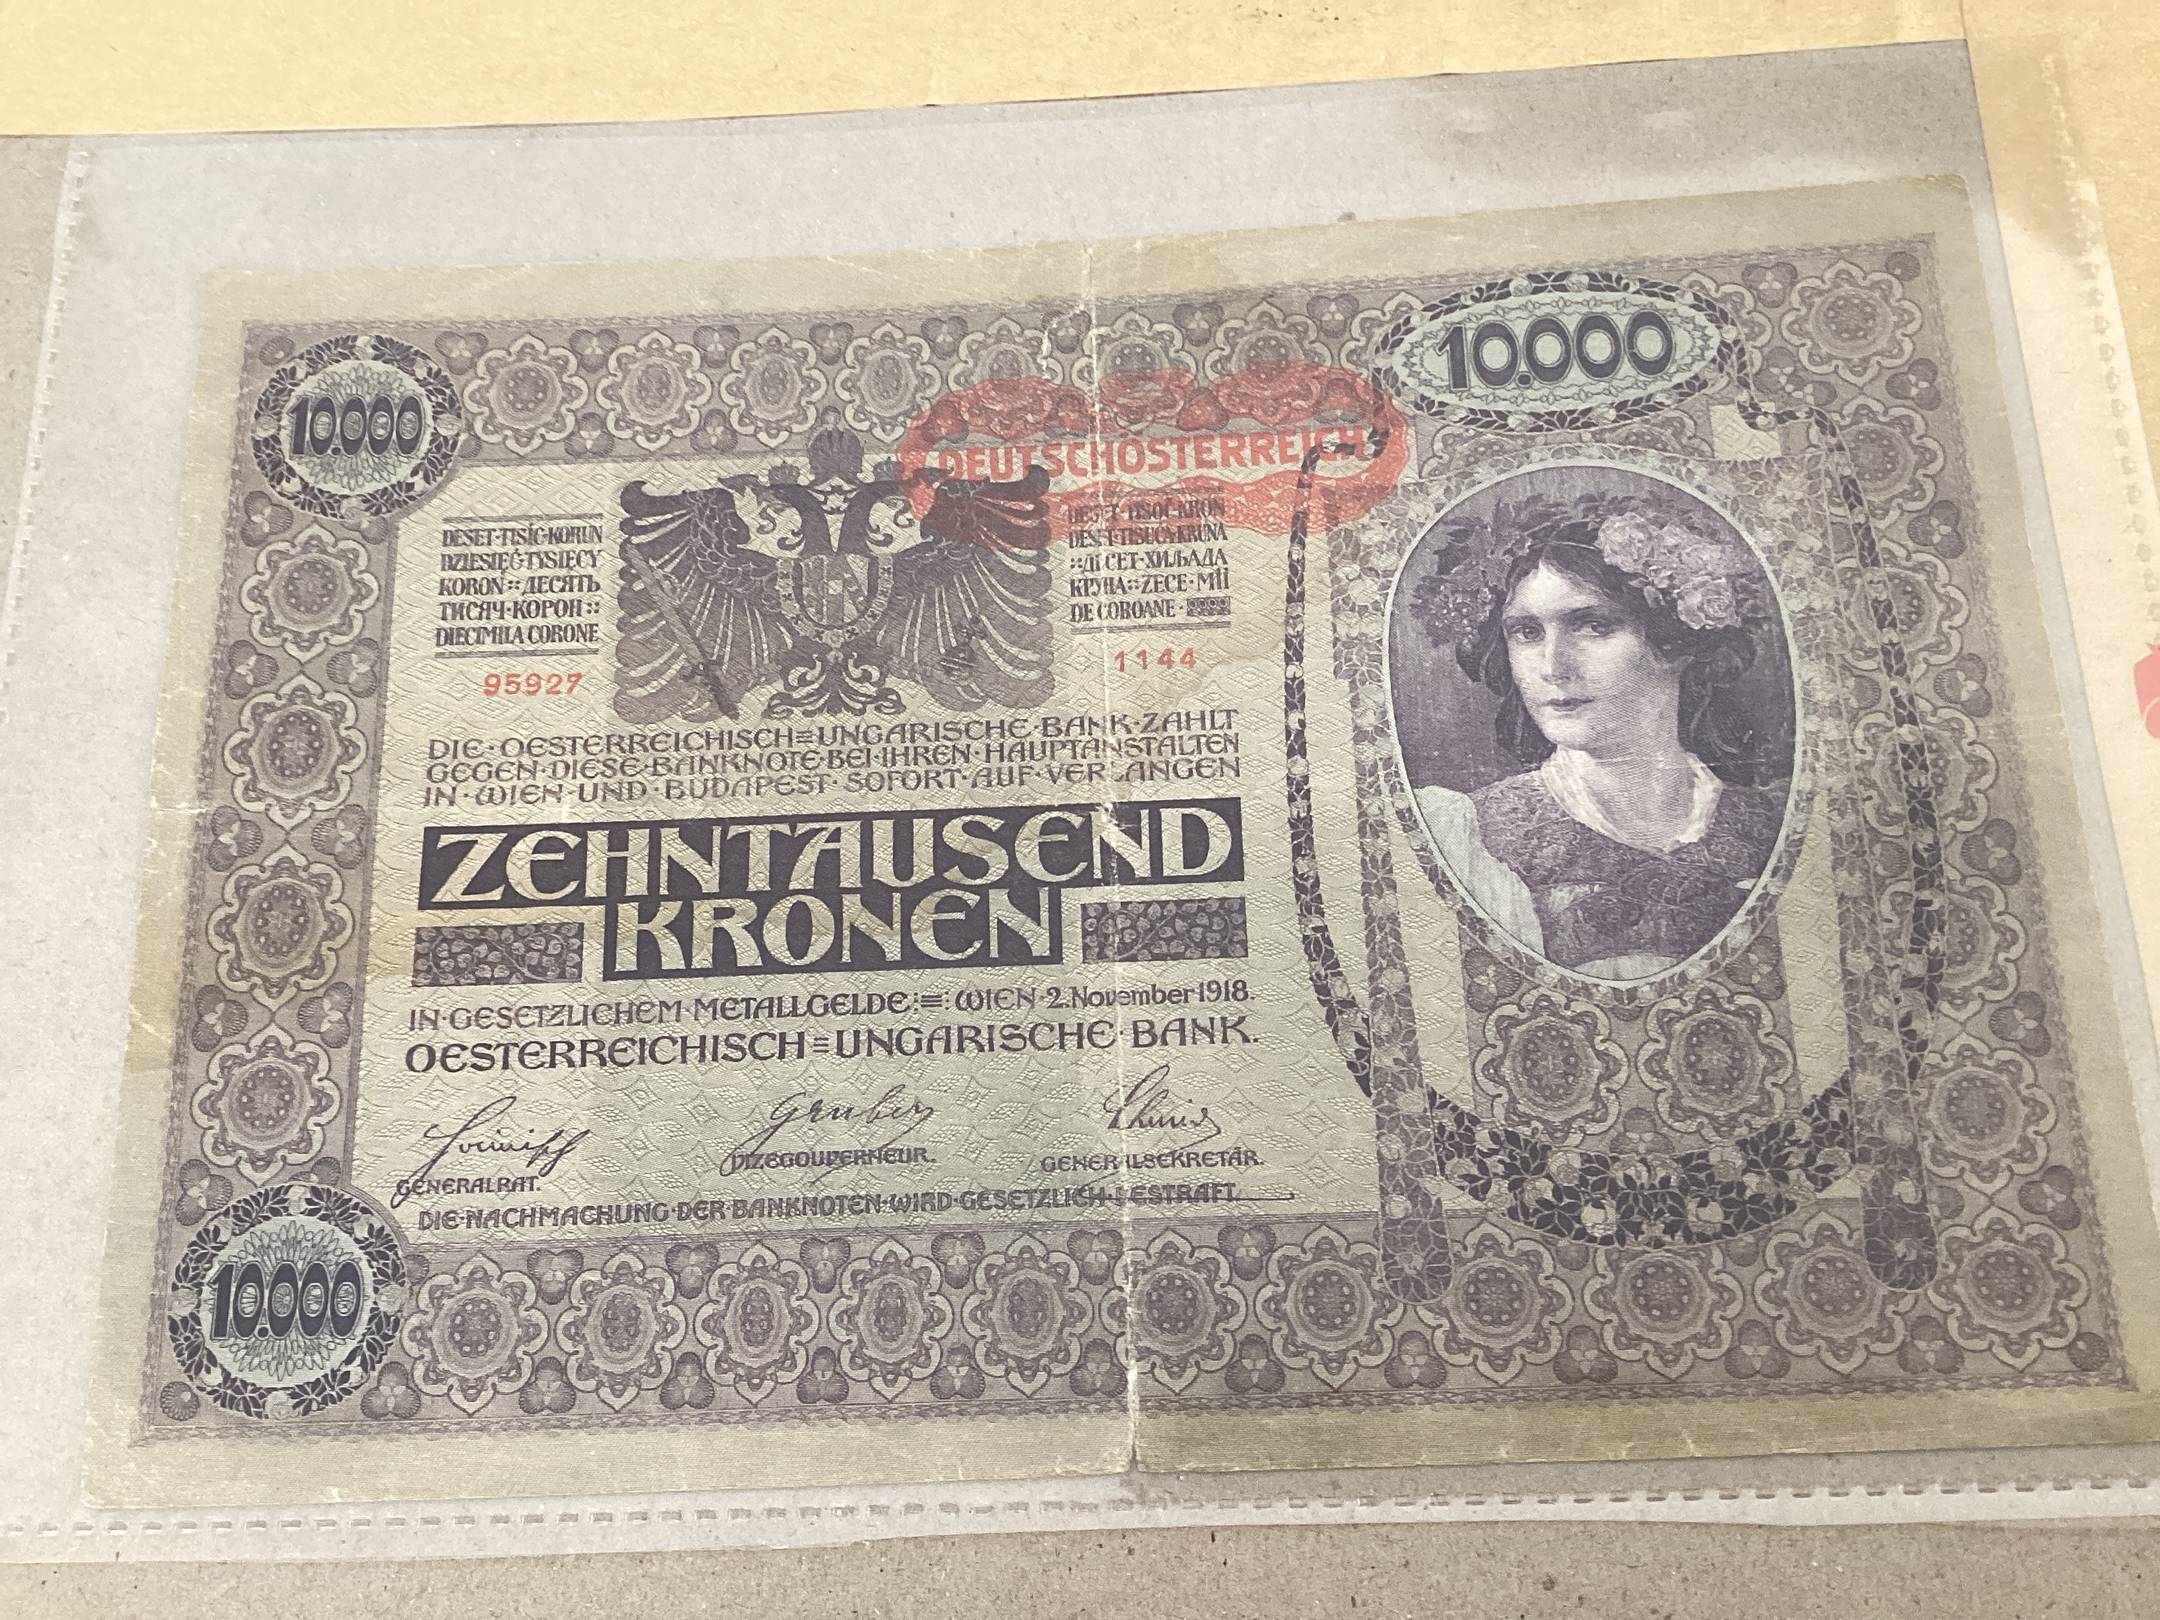 10.000
10.000
DEUTSCHÖSTERREICH
DESET·TISÍC·KORUN
DZIESIĘĆ·TYSIĘCY
KORON::ДЕСЯТЬ
ТИСЯЧ·КОРОН::
DIECIMILA CORONE
DESET·TISOČ·KRON
DESET·TISUĆA·KRUNA
::ДЕСЕТ·ХИЉАДА
КРУНА::ZECE·MII
DE COROANE·
95927
1144
DIE·OESTERREICHISCH=UNGARISCHE·BANK·ZAHLT
GEGEN·DIESE·BANKNOTE·BEI·IHREN·HAUPTANSTALTEN
IN·WIEN·UND·BUDAPEST·SOFORT·AUF·VERLANGEN
ZEHNTAUSEND
KRONEN
IN·GESETZLICHEM·METALLGELDE:=:WIEN·2.November 1918.
OESTERREICHISCH=UNGARISCHE·BANK.
Gruber
Schmid
GENERALRAT.
VIZEGOUVERNEUR.
GENERALSEKRETÄR.
DIE·NACHMACHUNG·DER·BANKNOTEN·WIRD·GESETZLICH·BESTRAFT.
10.000